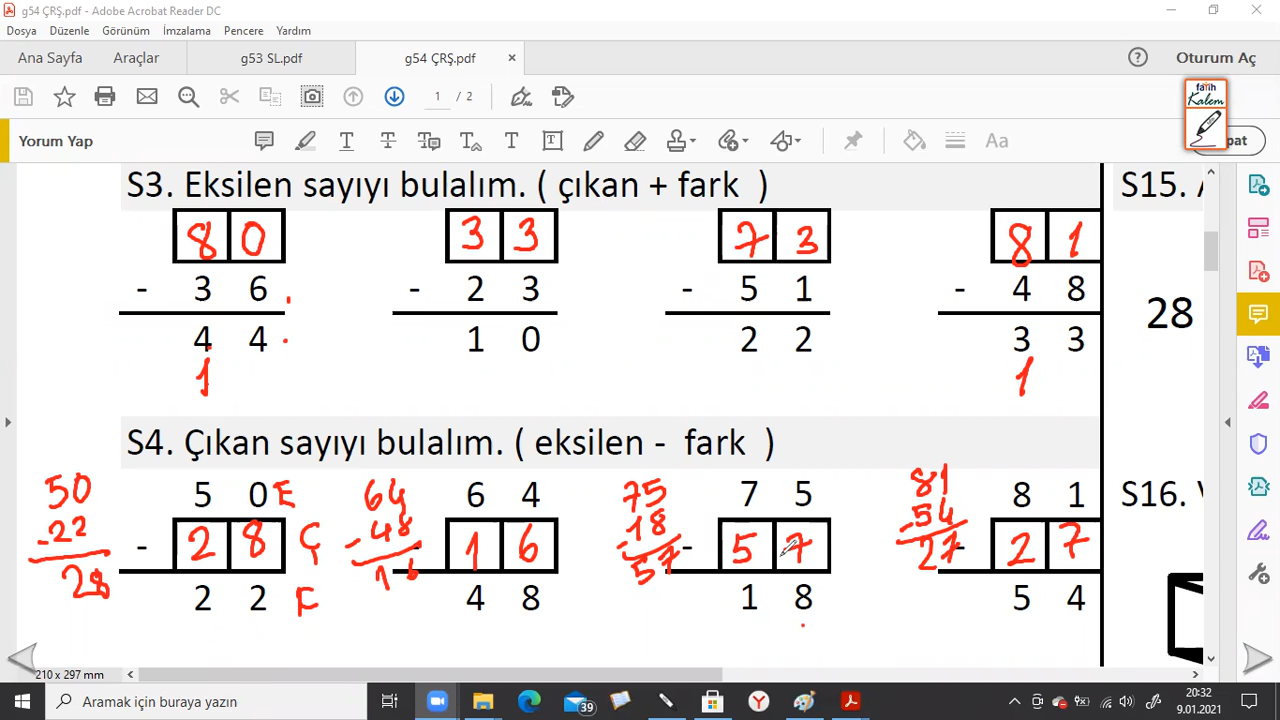 g54 ÇRŞ.pdf - Adobe Acrobat Reader DC
Dosya Düzenle Görünüm İmzalama Pencere Yardım
Ana Sayfa Araçlar g53 SL.pdf g54 ÇRŞ.pdf Oturum Aç
1 / 2
fatih
Kalem
Yorum Yap pat
S3. Eksilen sayıyı bulalım. ( çıkan + fark )
S15.
8 0 3 3 7 3 8 1
- 3 6 - 2 3 - 5 1 - 4 8
28
4 4 1 0 2 2 3 3
1 1
S4. Çıkan sayıyı bulalım. ( eksilen - fark )
50 5 0 E 64 6 4 75 7 5 81 8 1
S16.
-22 - 2 8 Ç -48 - 1 6 -18 - 5 7 -54 - 2 7
28 2 2 F 16 4 8 57 1 8 27 5 4
210 x 297 mm
Aramak için buraya yazın
39
20:32
9.01.2021